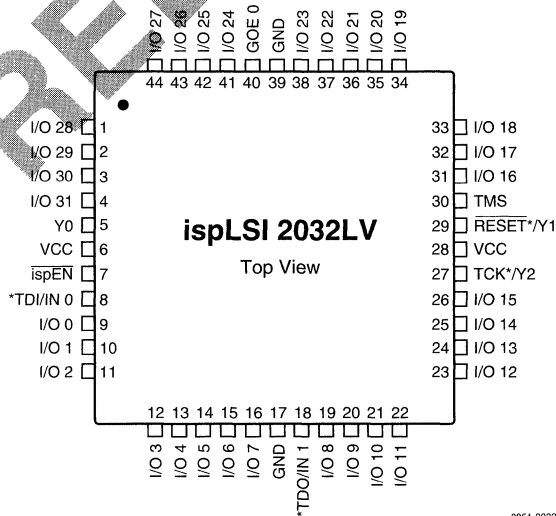 I/O 27
I/O 26
I/O 25
I/O 24
GOE 0
GND
I/O 23
I/O 22
I/O 21
I/O 20
I/O 19
44 43 42 41 40 39 38 37 36 35 34
I/O 28 1
I/O 29 2
I/O 30 3
I/O 31 4
Y0 5
VCC 6
ispEN 7
*TDI/IN 0 8
I/O 0 9
I/O 1 10
I/O 2 11
ispLSI 2032LV
Top View
33 I/O 18
32 I/O 17
31 I/O 16
30 TMS
29 RESET*/Y1
28 VCC
27 TCK*/Y2
26 I/O 15
25 I/O 14
24 I/O 13
23 I/O 12
12 13 14 15 16 17 18 19 20 21 22
I/O 3
I/O 4
I/O 5
I/O 6
I/O 7
GND
*TDO/IN 1
I/O 8
I/O 9
I/O 10
I/O 11